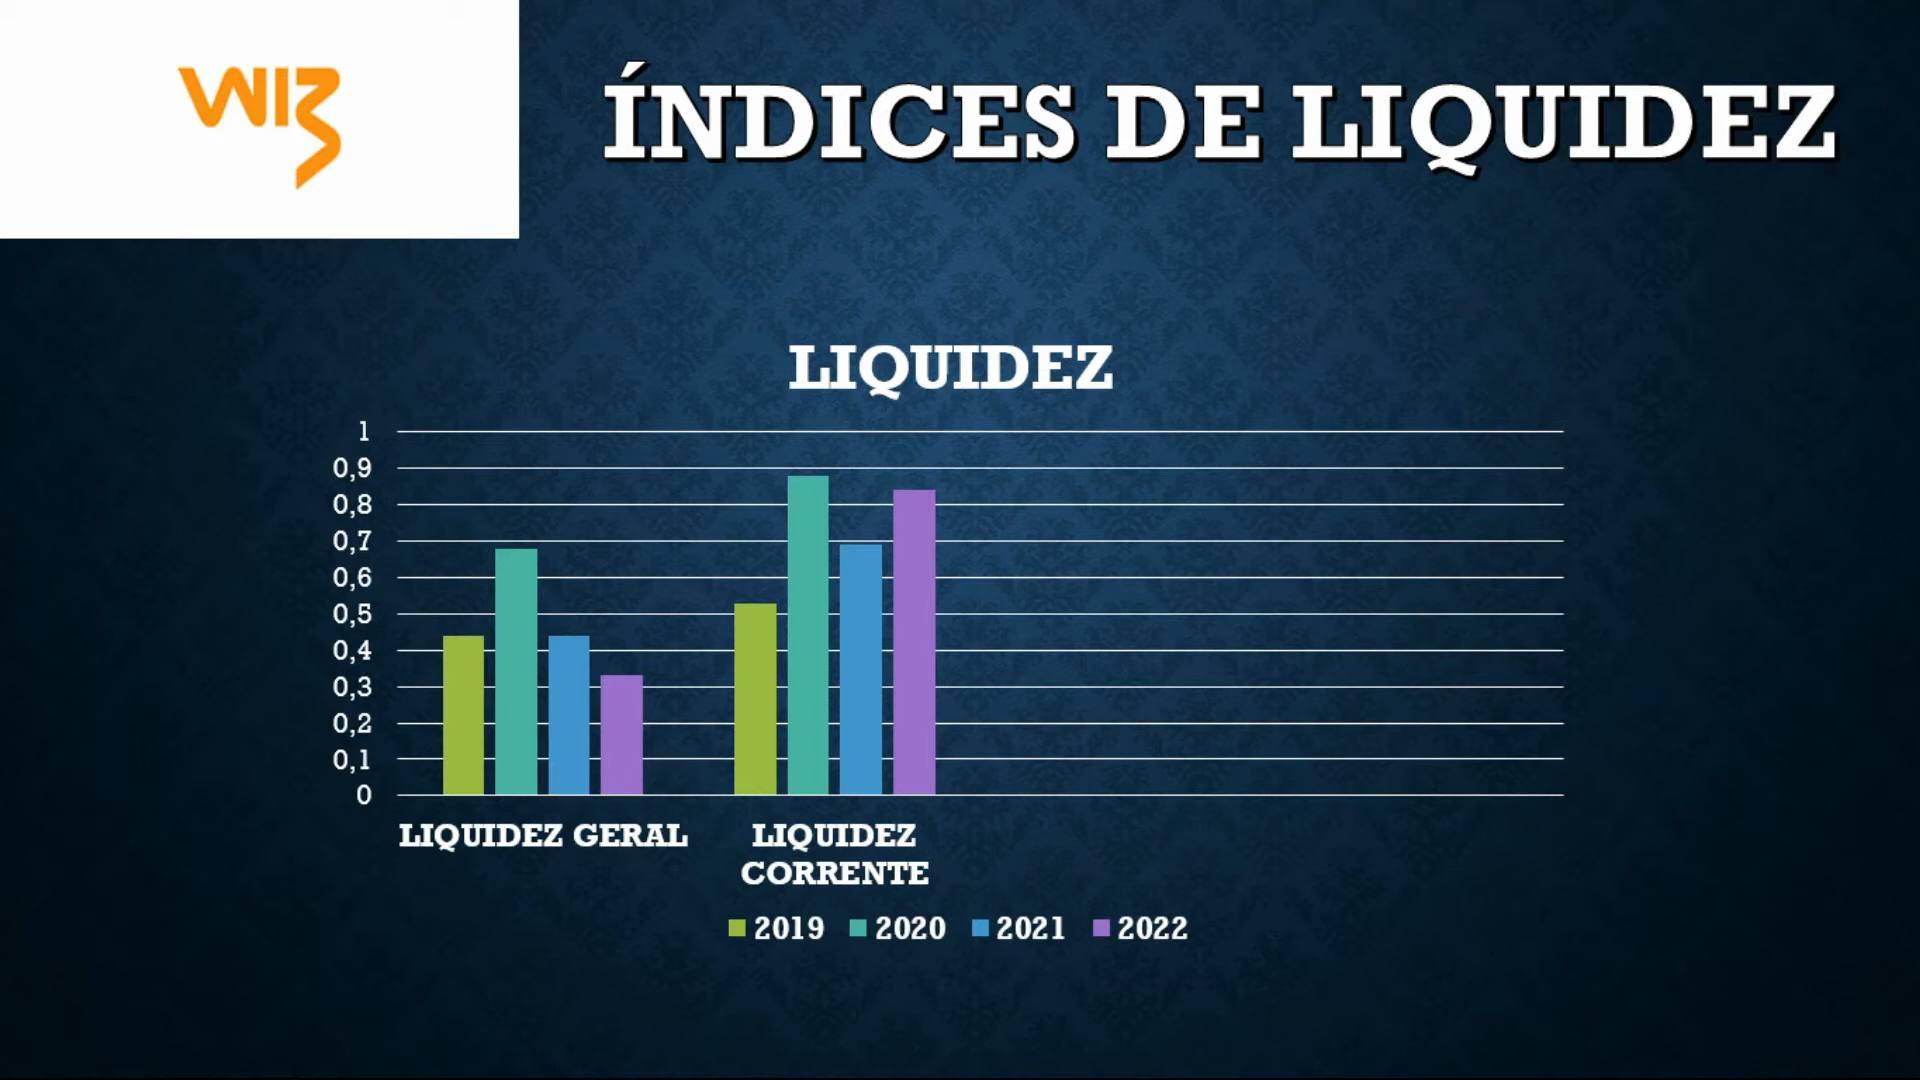 WIZ
ÍNDICES DE LIQUIDEZ
LIQUIDEZ
1
0,9
0,8
0,7
0,6
0,5
0,4
0,3
0,2
0,1
0
LIQUIDEZ GERAL
LIQUIDEZ
CORRENTE
2019 2020 2021 2022